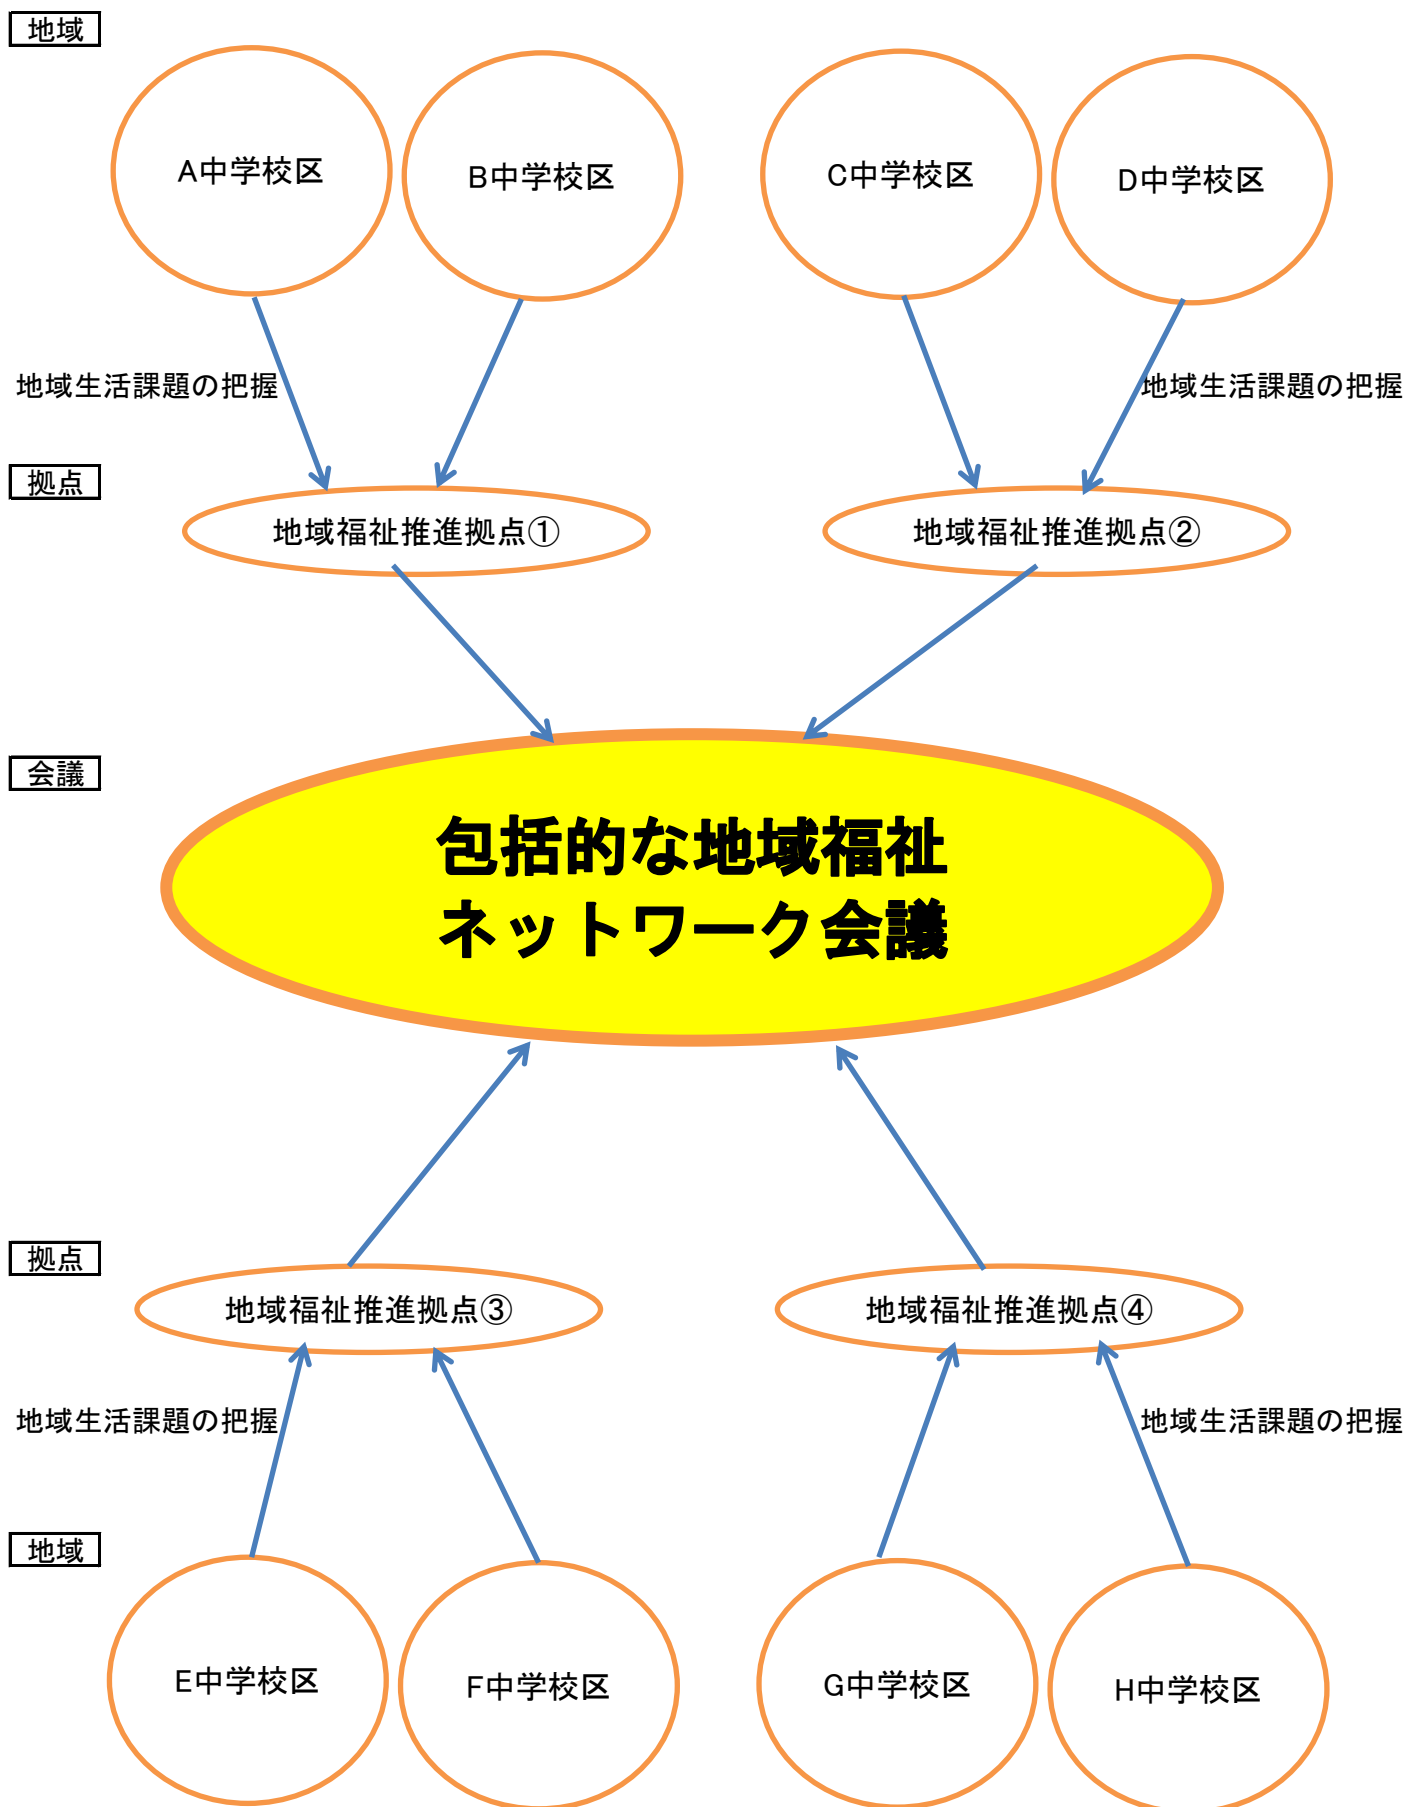 地域
A中学校区
B中学校区
C中学校区
D中学校区
地域生活課題の把握
地域生活課題の把握
拠点
地域福祉推進拠点①
地域福祉推進拠点②
会議
包括的な地域福祉
ネットワーク会議
拠点
地域福祉推進拠点③
地域福祉推進拠点④
地域生活課題の把握
地域生活課題の把握
地域
E中学校区
F中学校区
G中学校区
H中学校区